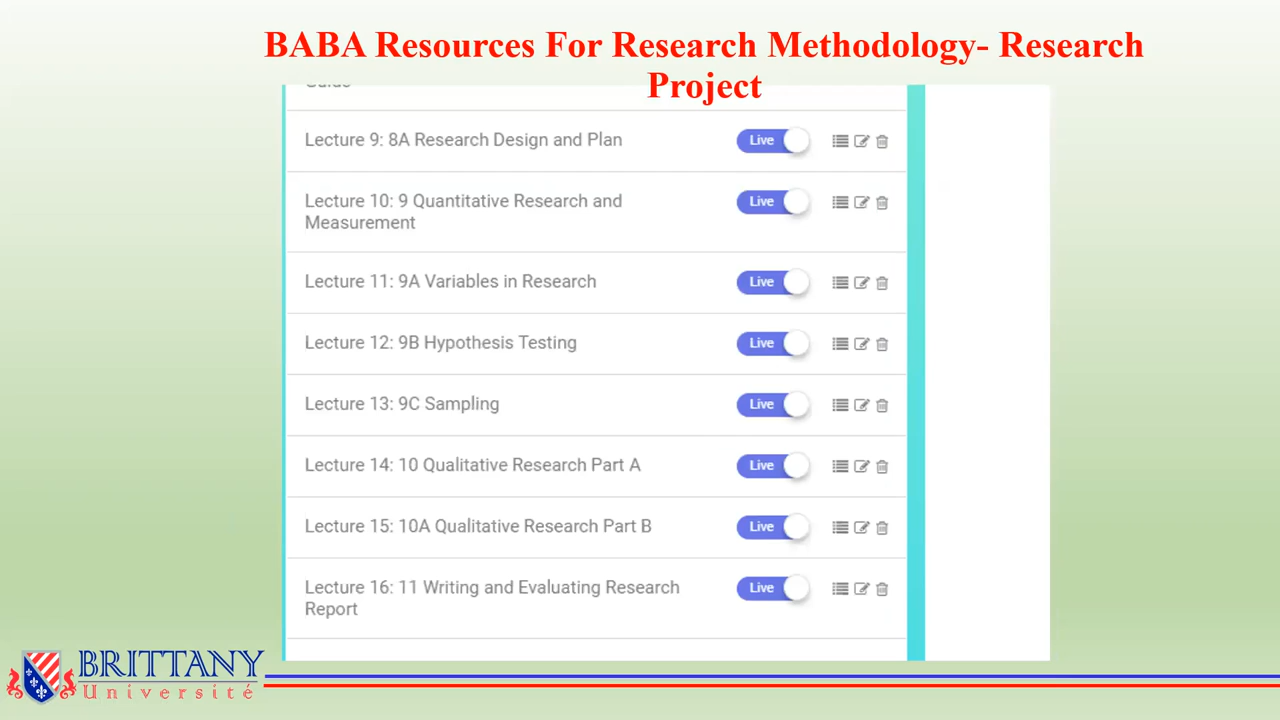 BABA Resources For Research Methodology- Research
Project
Guide
Lecture 9: 8A Research Design and Plan
Live
Lecture 10: 9 Quantitative Research and
Measurement
Live
Lecture 11: 9A Variables in Research
Live
Lecture 12: 9B Hypothesis Testing
Live
Lecture 13: 9C Sampling
Live
Lecture 14: 10 Qualitative Research Part A
Live
Lecture 15: 10A Qualitative Research Part B
Live
Lecture 16: 11 Writing and Evaluating Research
Report
Live
BRITTANY
Université